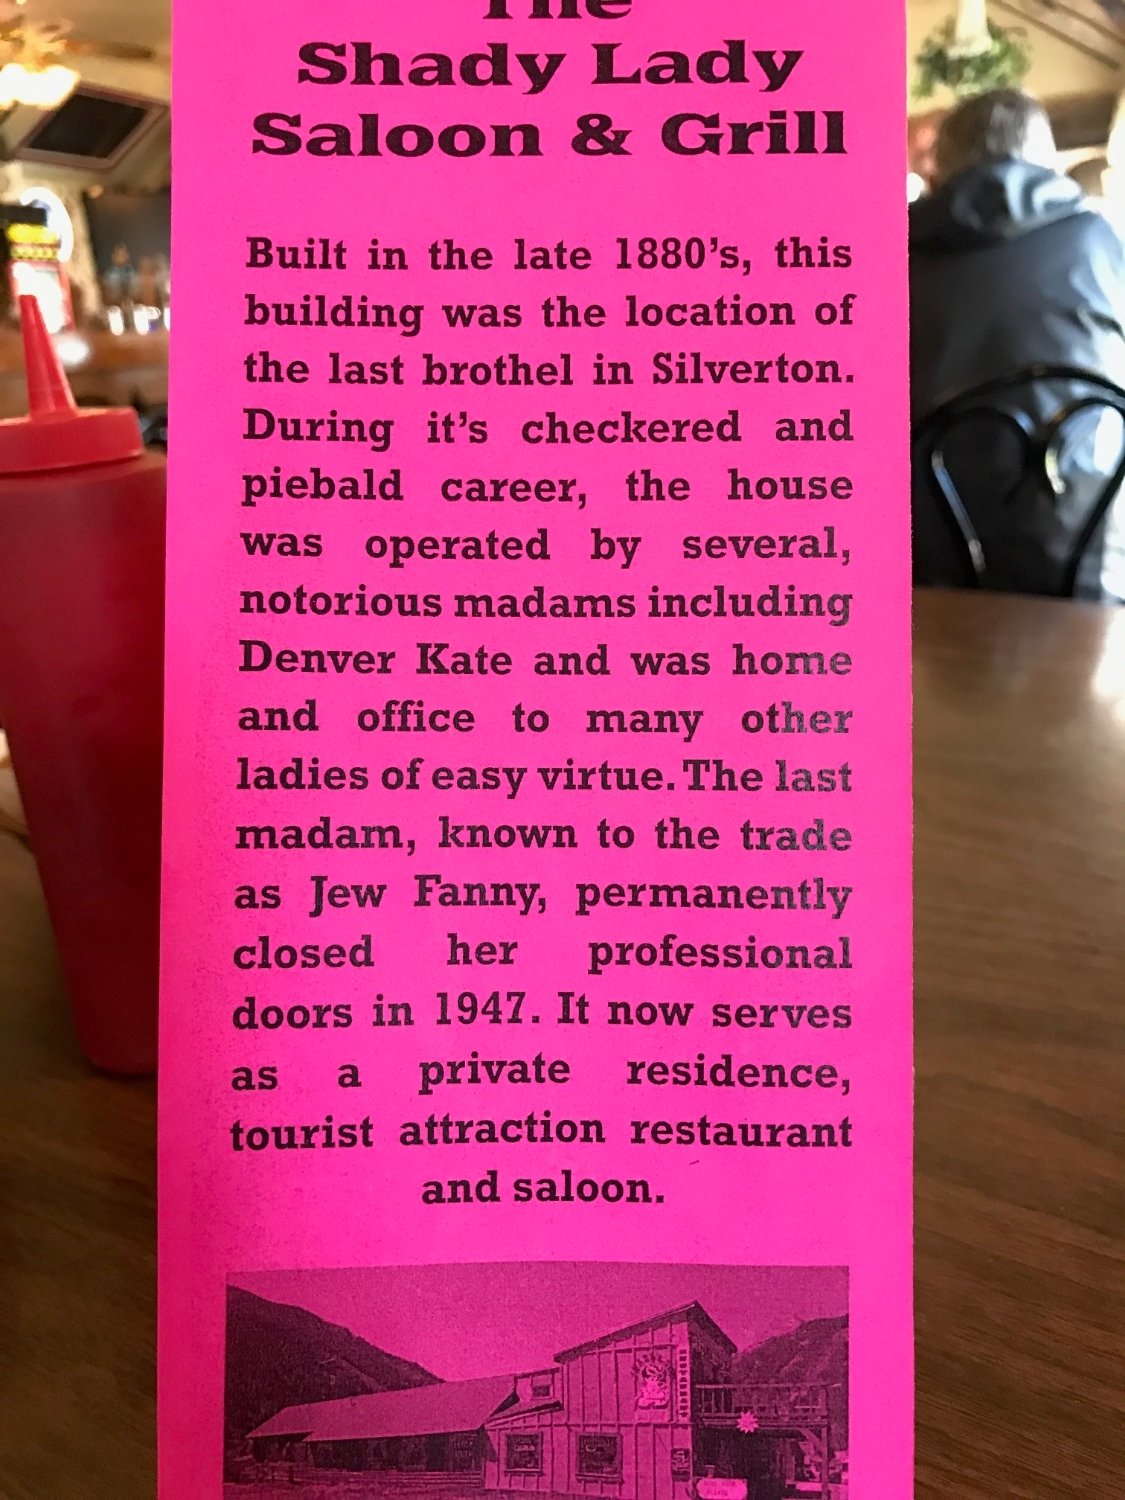 The
Shady Lady
Saloon & Grill
Built in the late 1880's, this
building was the location of
the last brothel in Silverton.
During it's checkered and
piebald career, the house
was operated by several,
notorious madams including
Denver Kate and was home
and office to many other
ladies of easy virtue. The last
madam, known to the trade
as Jew Fanny, permanently
closed her professional
doors in 1947. It now serves
as a private residence,
tourist attraction restaurant
and saloon.